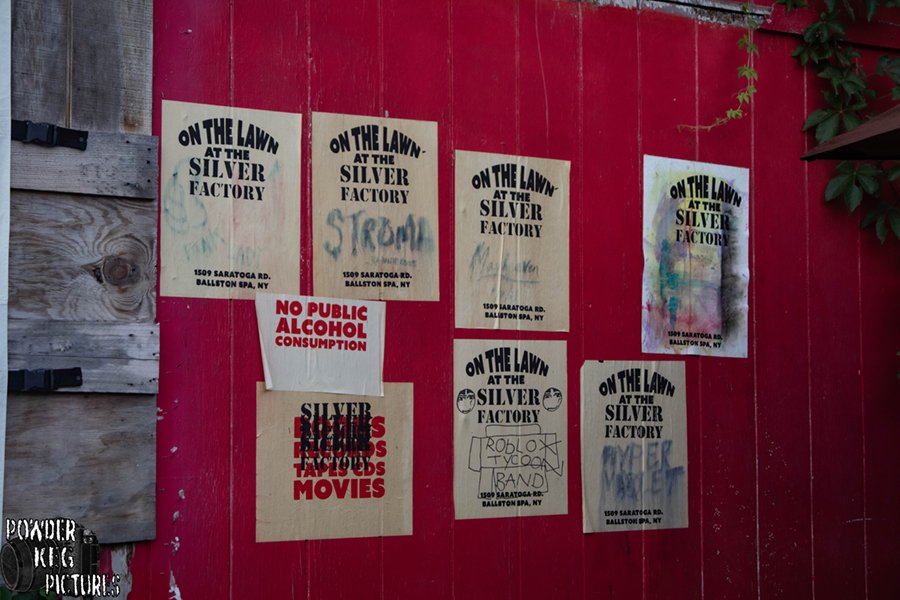 ON THE LAWN
AT THE
SILVER
FACTORY
1509 SARATOGA RD.
BALLSTON SPA, NY
ON THE LAWN
AT THE
SILVER
FACTORY
STROMA
1509 SARATOGA RD.
BALLSTON SPA, NY
ON THE LAWN
AT THE
SILVER
FACTORY
1509 SARATOGA RD.
BALLSTON SPA, NY
ON THE LAWN
AT THE
SILVER
FACTORY
1509 SARATOGA RD.
BALLSTON SPA, NY
NO PUBLIC
ALCOHOL
CONSUMPTION
SILVER
RECORDS
FACTORY
TAPES CDS
MOVIES
ON THE LAWN
AT THE
SILVER
FACTORY
ROBLOX
TYCOON
BAND
1509 SARATOGA RD.
BALLSTON SPA, NY
ON THE LAWN
AT THE
SILVER
FACTORY
HYPER
1509 SARATOGA RD.
BALLSTON SPA, NY
POWDER
KEG
PICTURES